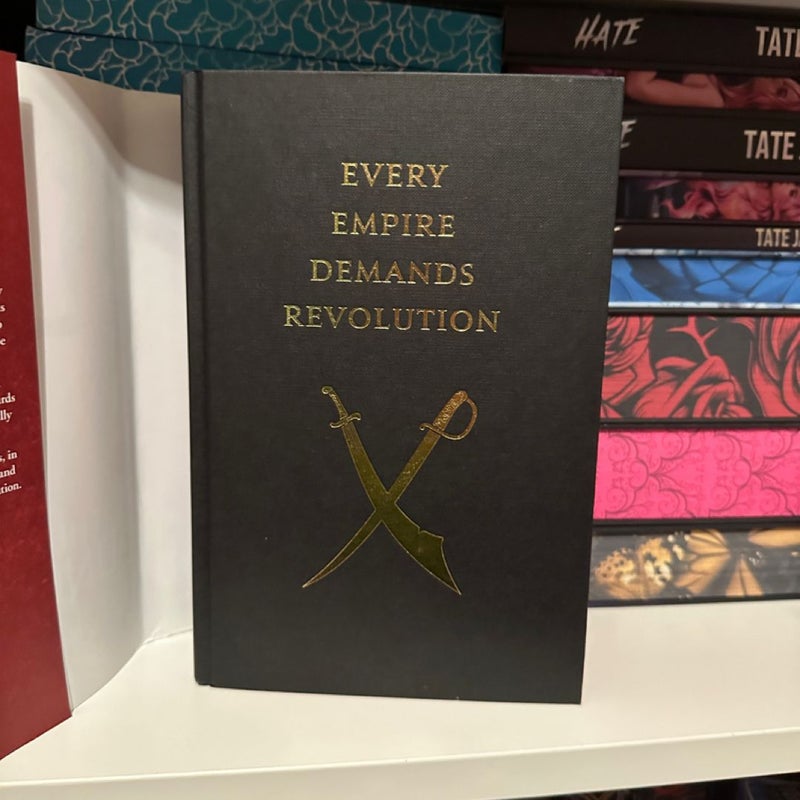 EVERY
EMPIRE
DEMANDS
REVOLUTION
HATE
TATE
TATE
TATE J